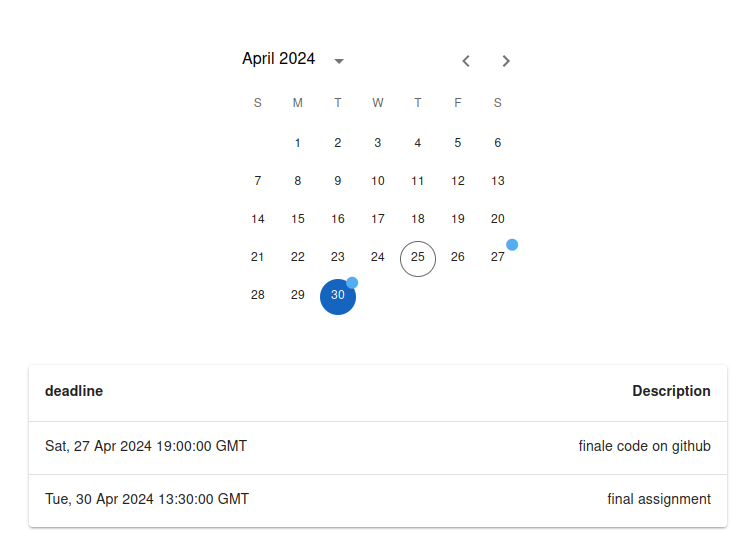 April 2024
S M T W T F S
1 2 3 4 5 6
7 8 9 10 11 12 13
14 15 16 17 18 19 20
21 22 23 24 25 26 27
28 29 30
deadline Description
Sat, 27 Apr 2024 19:00:00 GMT finale code on github
Tue, 30 Apr 2024 13:30:00 GMT final assignment